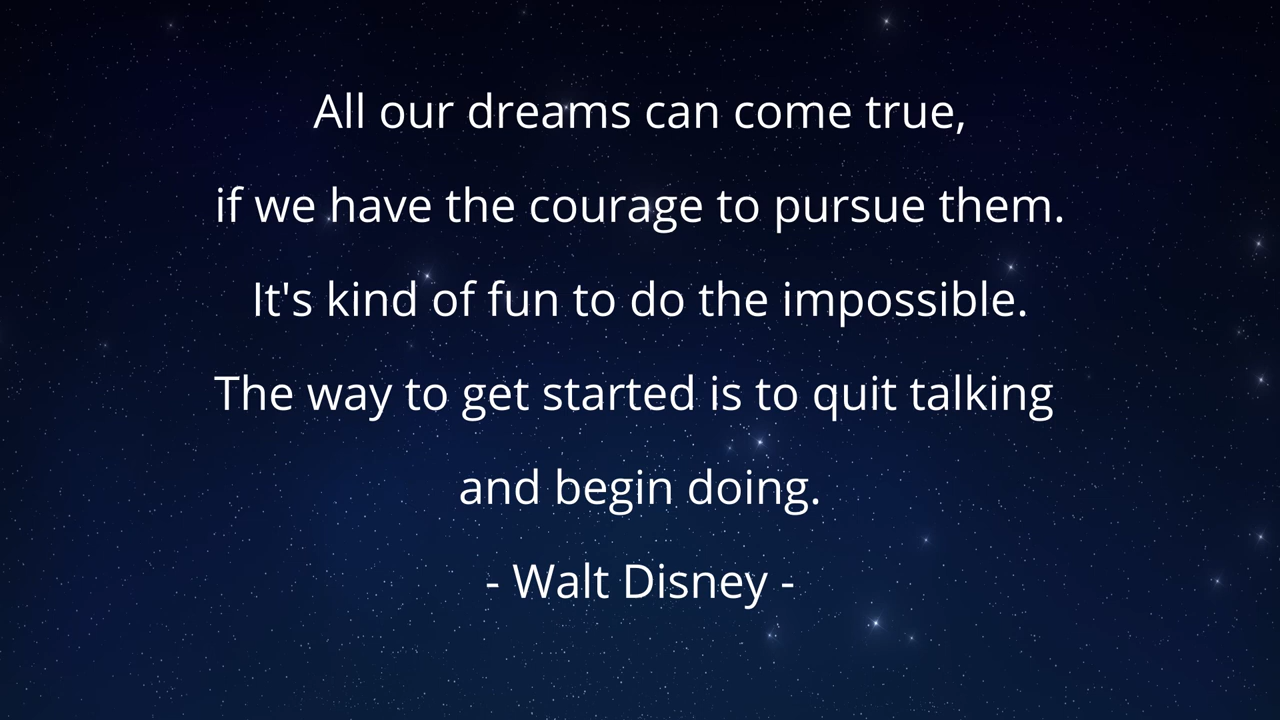 All our dreams can come true,
if we have the courage to pursue them.
It's kind of fun to do the impossible.
The way to get started is to quit talking
and begin doing.
- Walt Disney -